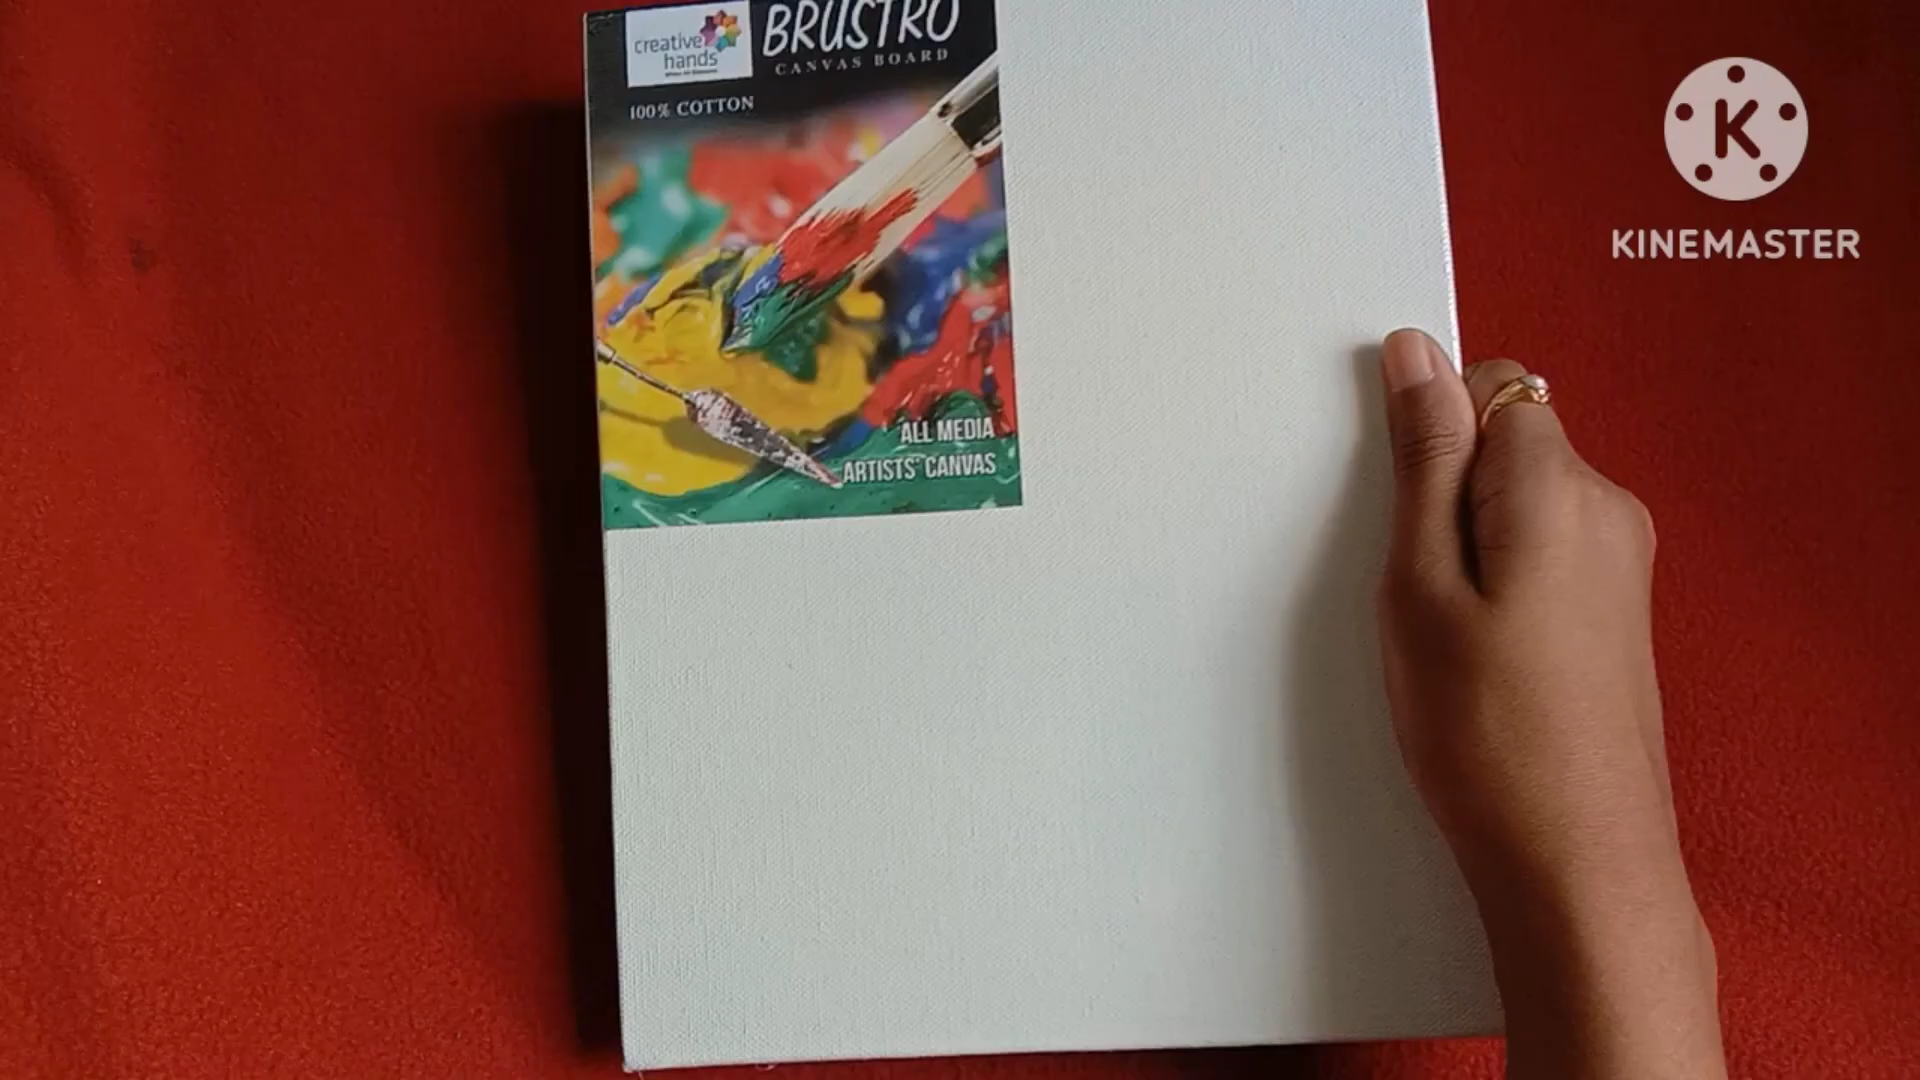 creative
hands
BRUSTRO
CANVAS BOARD
100% COTTON
ALL MEDIA
ARTISTS' CANVAS
K
KINEMASTER